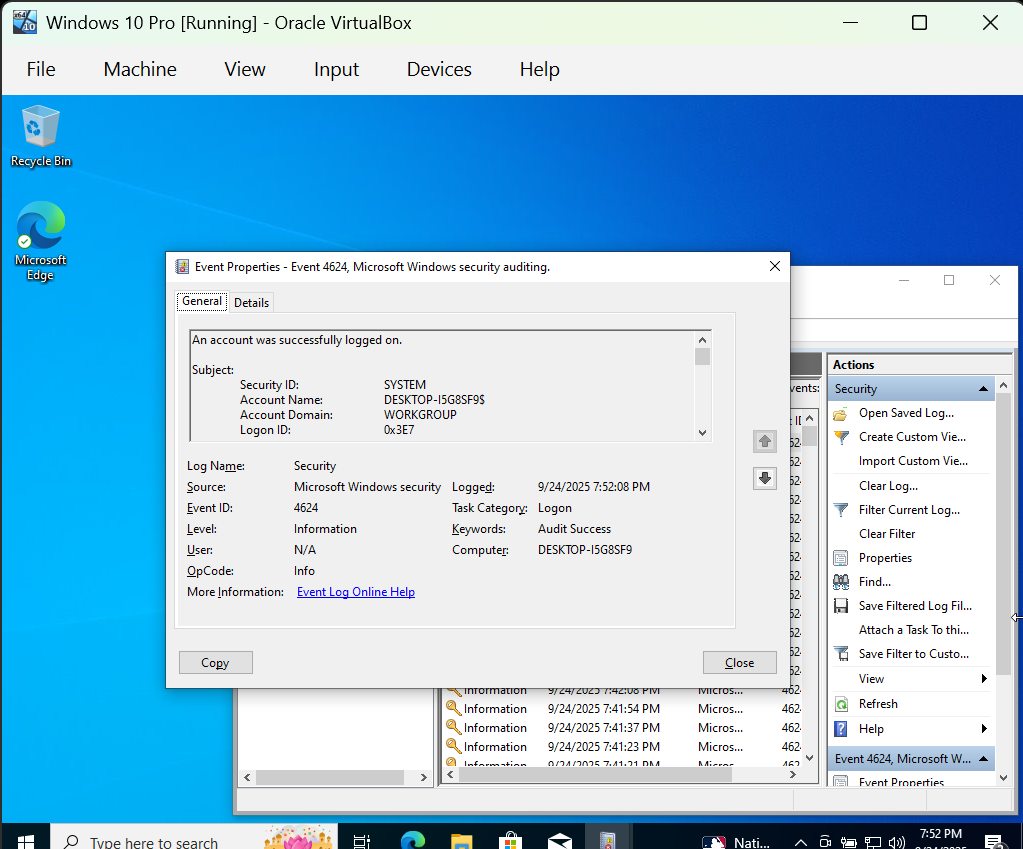 Windows 10 Pro [Running] - Oracle VirtualBox
File Machine View Input Devices Help
Recycle Bin
Microsoft
Edge
Event Properties - Event 4624, Microsoft Windows security auditing.
General Details
An account was successfully logged on.
Subject:
Security ID: SYSTEM
Account Name: DESKTOP-I5G8SF9$
Account Domain: WORKGROUP
Logon ID: 0x3E7
Log Name: Security
Source: Microsoft Windows security Logged: 9/24/2025 7:52:08 PM
Event ID: 4624 Task Category: Logon
Level: Information Keywords: Audit Success
User: N/A Computer: DESKTOP-I5G8SF9
OpCode: Info
More Information: Event Log Online Help
Copy Close
Actions
Security
Open Saved Log...
Create Custom Vie...
Import Custom Vie...
Clear Log...
Filter Current Log...
Clear Filter
Properties
Find...
Save Filtered Log Fil...
Attach a Task To thi...
Save Filter to Custo...
View
Refresh
Help
Event 4624, Microsoft W...
Event Properties
Information 9/24/2025 7:42:08 PM Micros... 462
Information 9/24/2025 7:41:54 PM Micros... 462
Information 9/24/2025 7:41:37 PM Micros... 462
Information 9/24/2025 7:41:23 PM Micros... 462
Information 9/24/2025 7:41:21 PM Micros... 462
Type here to search
Nati...
7:52 PM
9/24/2025